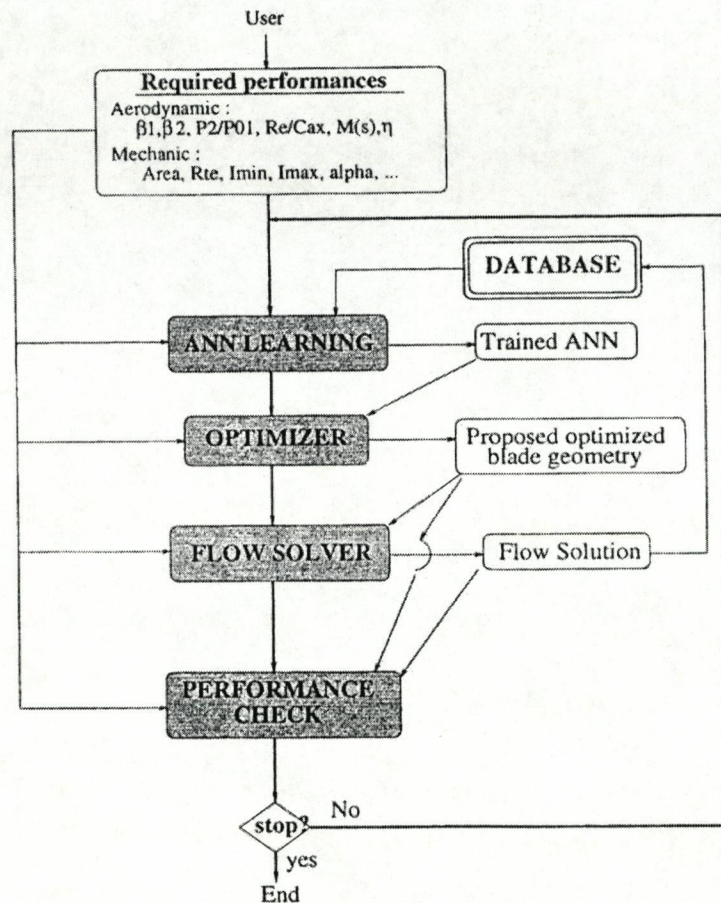 User
Required performances
Aerodynamic :
β1,β2, P2/P01, Re/Cax, M(s),η
Mechanic :
Area, Rte, Imin, Imax, alpha, ...
DATABASE
ANN LEARNING
Trained ANN
OPTIMIZER
Proposed optimized
blade geometry
FLOW SOLVER
Flow Solution
PERFORMANCE
CHECK
stop?
No
yes
End